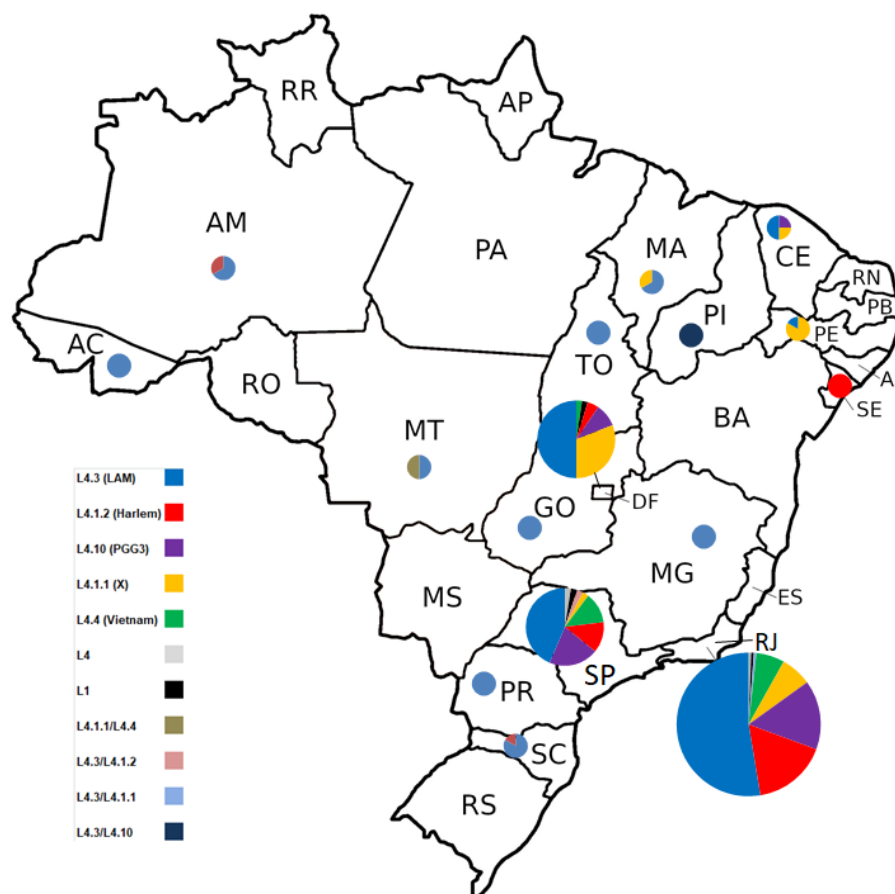 RR
AP
AM
PA
MA
CE
RN
PB
PI
PE
AC
TO
A
SE
RO
BA
MT
DF
GO
MG
ES
MS
RJ
SP
PR
SC
RS
L4.3 (LAM)
L4.1.2 (Harlem)
L4.10 (PGG3)
L4.1.1 (X)
L4.4 (Vietnam)
L4
L1
L4.1.1/L4.4
L4.3/L4.1.2
L4.3/L4.1.1
L4.3/L4.10